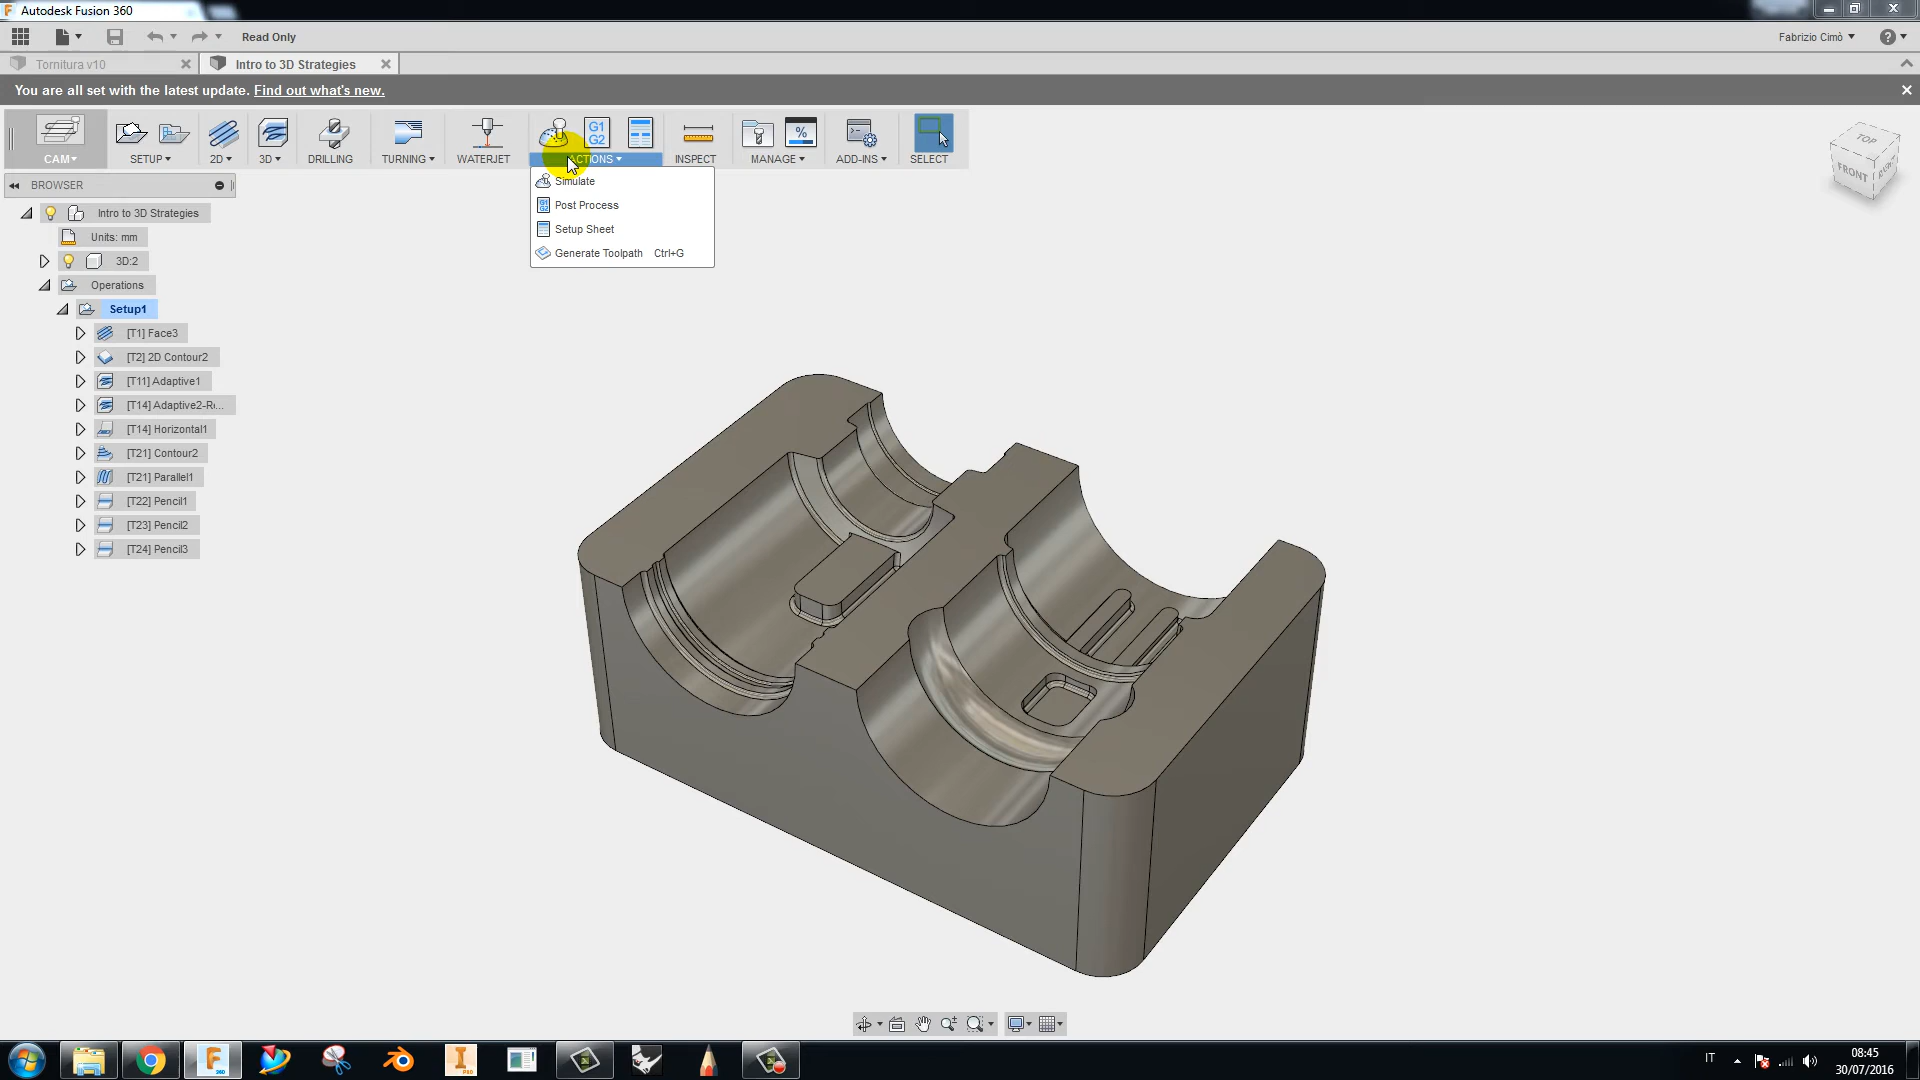 Autodesk Fusion 360
Read Only
Fabrizio Cimò
Tornitura v10
Intro to 3D Strategies
You are all set with the latest update. Find out what's new.
G1
G2
%
CAM
SETUP
2D
3D
DRILLING
TURNING
WATERJET
CTIONS
INSPECT
MANAGE
ADD-INS
SELECT
TOP
FRONT
BROWSER
Simulate
Post Process
Setup Sheet
Generate Toolpath Ctrl+G
Intro to 3D Strategies
Units: mm
3D:2
Operations
Setup1
[T1] Face3
[T2] 2D Contour2
[T11] Adaptive1
[T14] Adaptive2-R...
[T14] Horizontal1
[T21] Contour2
[T21] Parallel1
[T22] Pencil1
[T23] Pencil2
[T24] Pencil3
IT
08:45
30/07/2016